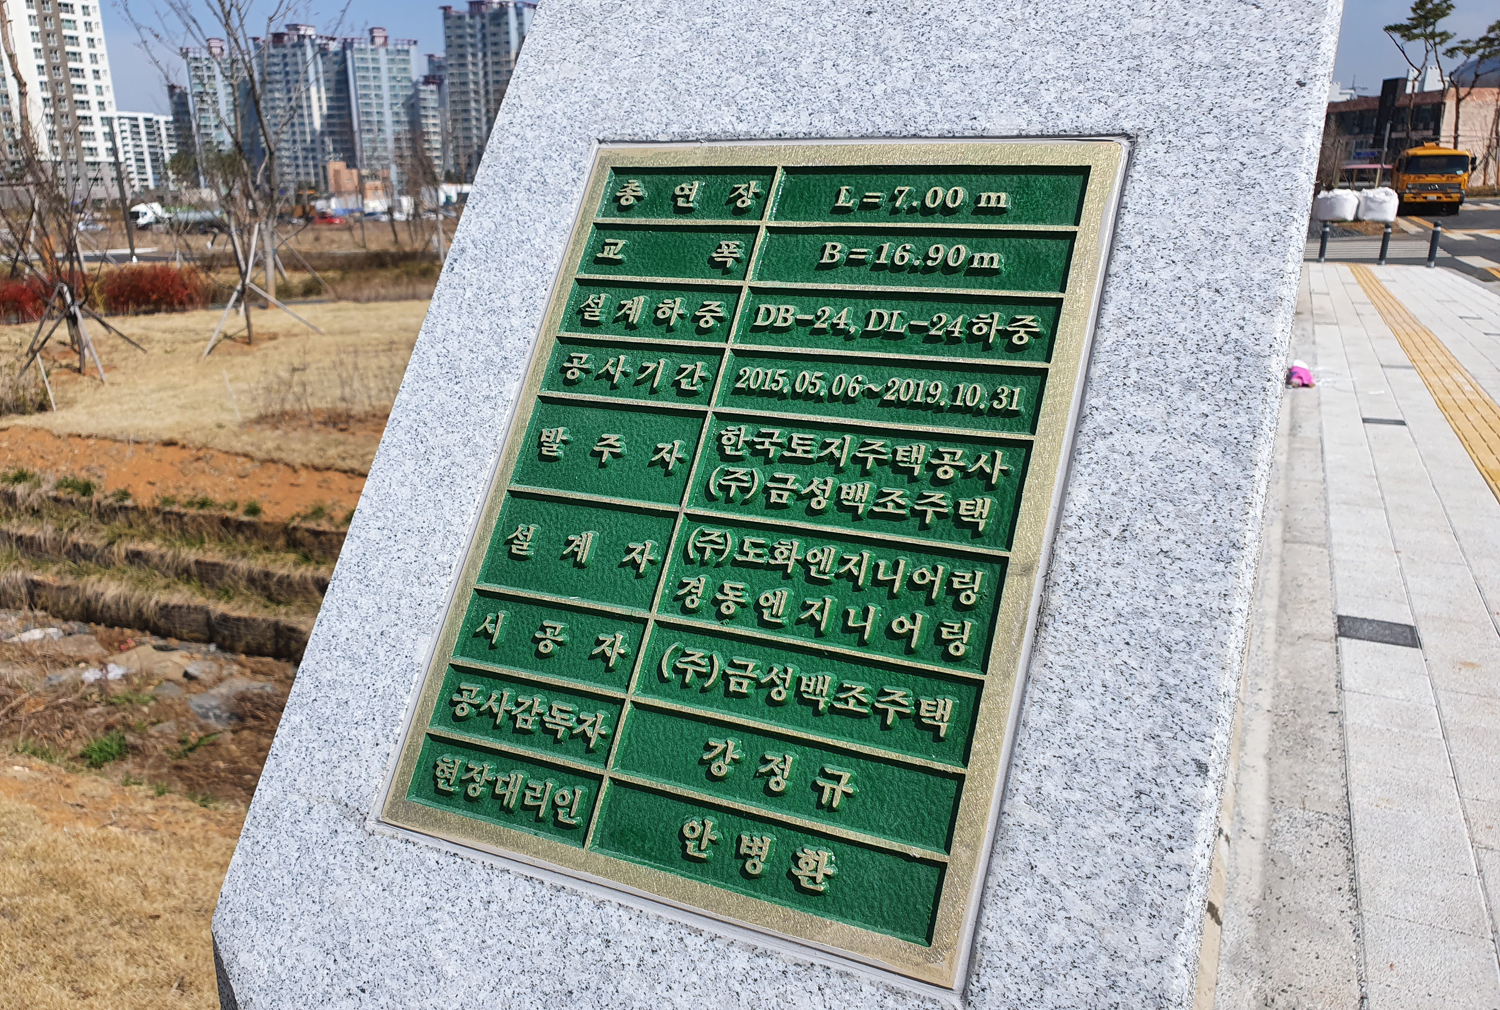 총 연 장 L=7.00 m
교 폭 B=16.90m
설계하중 DB-24, DL-24하중
공사기간 2015.05.06~2019.10.31
발 주 자 한국토지주택공사
(주)금성백조주택
설 계 자 (주)도화엔지니어링
경동엔지니어링
시 공 자 (주)금성백조주택
공사감독자 강 정 규
현장대리인 안 병 환